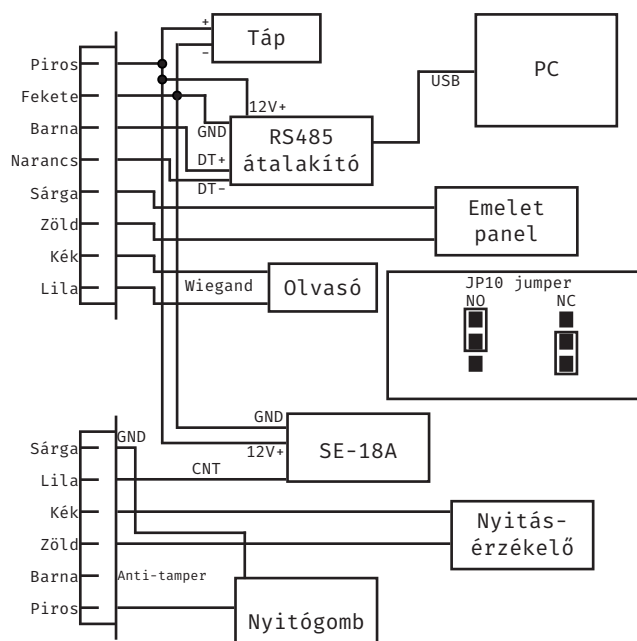 +
Táp
-
Piros
PC
USB
Fekete
12V+
GND
RS485
átalakító
Barna
DT+
Narancs
DT-
Sárga
Emelet
panel
Zöld
Kék
Wiegand
Olvasó
Lila
JP10 jumper
NO NC
GND
Sárga
GND
12V+
SE-18A
Lila
CNT
Kék
Nyitás-
érzékelő
Zöld
Barna
Anti-tamper
Piros
Nyitógomb